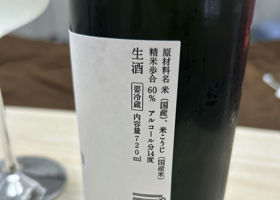 原材料名 米（国産）、米こうじ（国産米）
精米歩合 60％ アルコール分14度
生酒 要冷蔵 内容量720ml